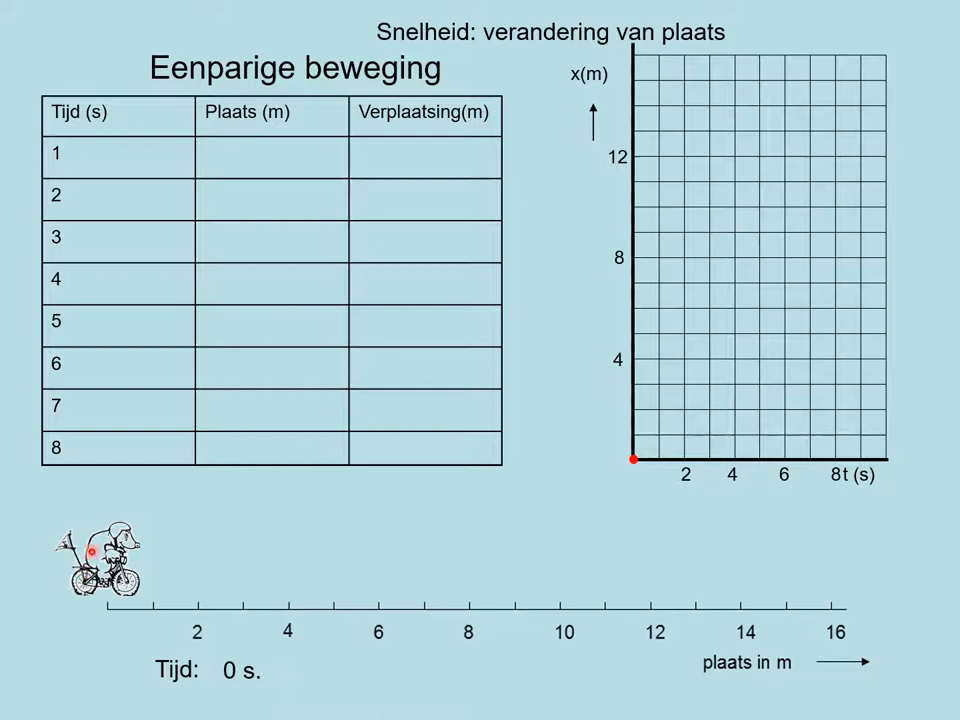 Snelheid: verandering van plaats
Eenparige beweging
Tijd (s) Plaats (m) Verplaatsing(m)
1
2
3
4
5
6
7
8
x(m)
12
8
4
2 4 6 8 t (s)
2 4 6 8 10 12 14 16
plaats in m
Tijd: 0 s.